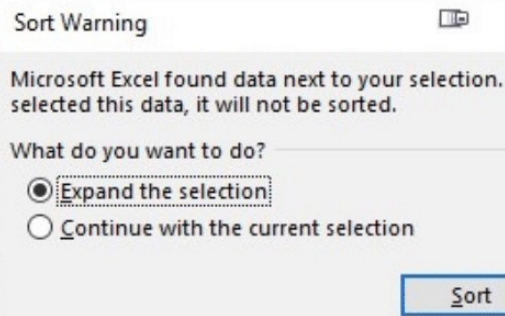 Sort Warning
Microsoft Excel found data next to your selection.
selected this data, it will not be sorted.
What do you want to do?
Expand the selection
Continue with the current selection
Sort